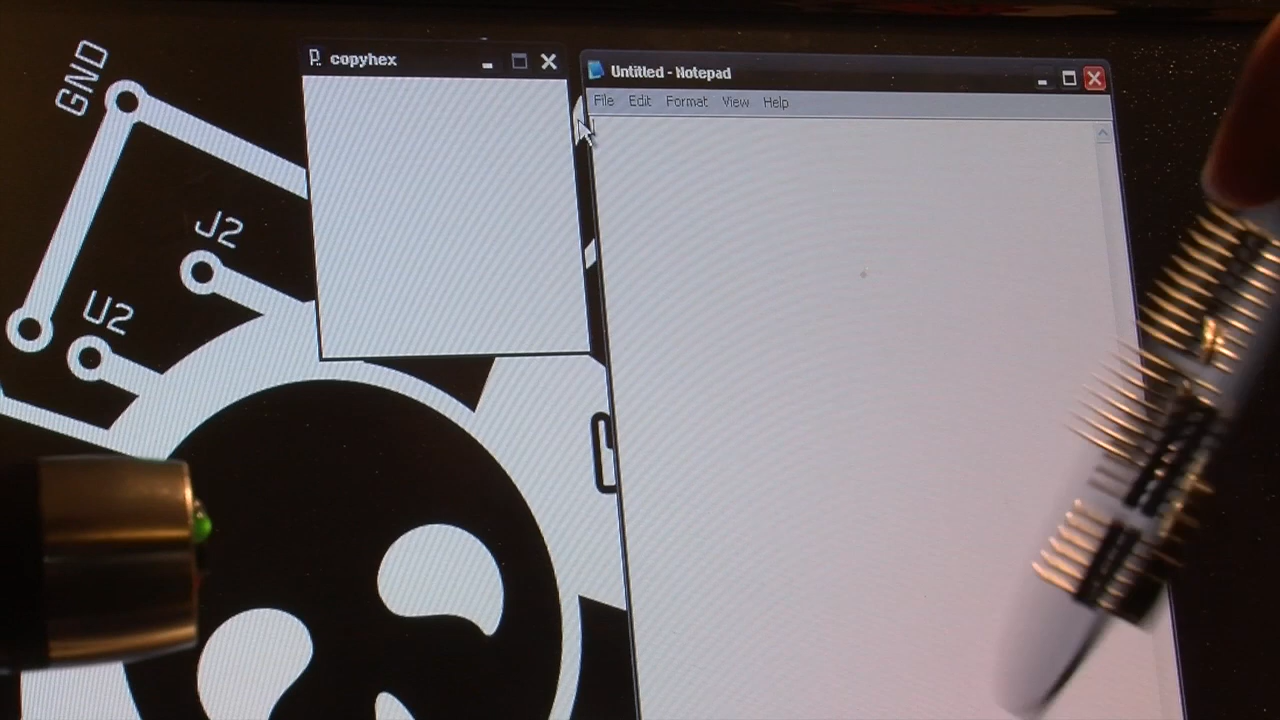 GND
copyhex
Untitled - Notepad
File Edit Format View Help
J2
U2